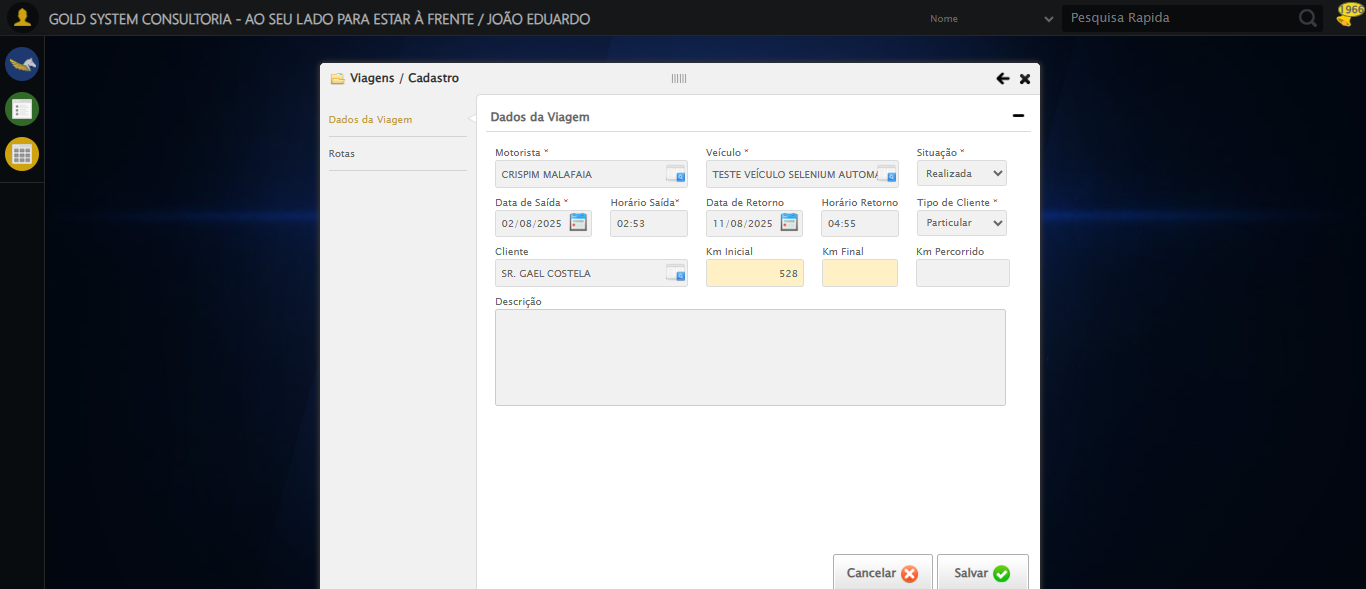 GOLD SYSTEM CONSULTORIA - AO SEU LADO PARA ESTAR À FRENTE / JOÃO EDUARDO
Nome
Pesquisa Rapida
1966
Viagens / Cadastro
Dados da Viagem
Rotas
Dados da Viagem
Motorista * Veículo * Situação *
CRISPIM MALAFAIA TESTE VEÍCULO SELENIUM Realizada
Data de Saída * Horário Saída* Data de Retorno Horário Retorno Tipo de Cliente *
02/08/2025 02:53 11/08/2025 04:55 Particular
Cliente Km Inicial Km Final Km Percorrido
SR. GAEL COSTELA 528
Descrição
Cancelar Salvar